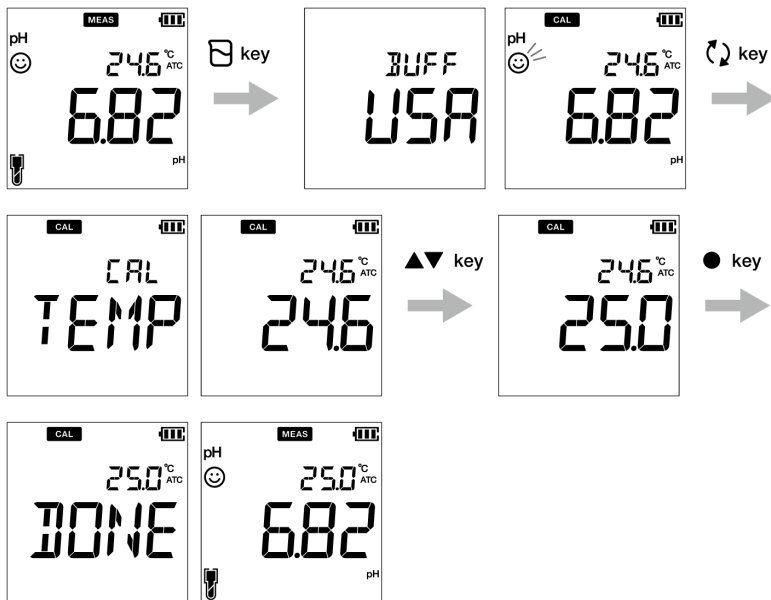 MEAS
pH
24.6 °C
ATC
6.82
pH
key
BUFF
USA
CAL
pH
24.6 °C
ATC
6.82
pH
key
CAL
CAL
TEMP
CAL
24.6 °C
ATC
24.6
▲▼ key
CAL
24.6 °C
ATC
25.0
● key
CAL
25.0 °C
ATC
DONE
MEAS
pH
25.0 °C
ATC
6.82
pH